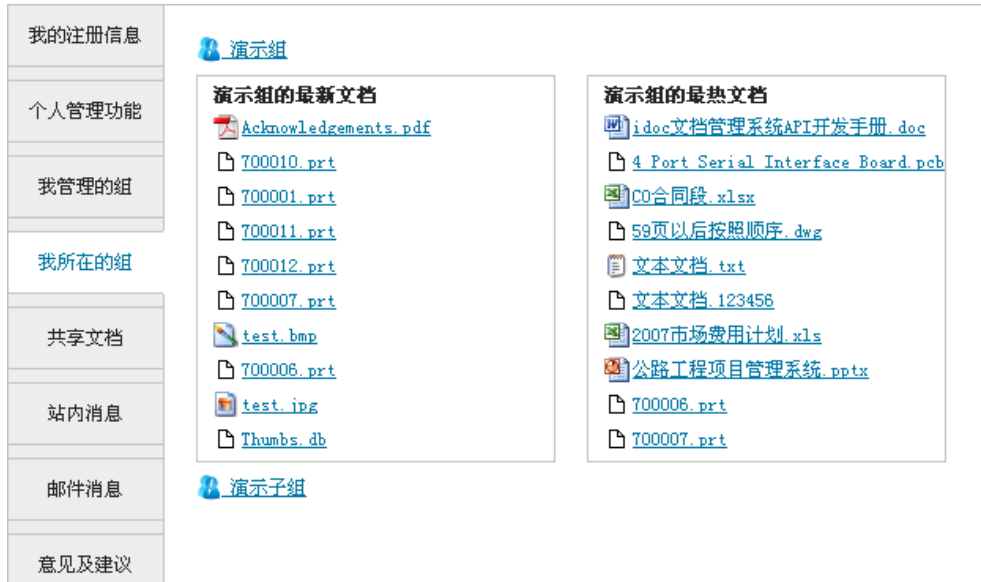 我的注册信息
个人管理功能
我管理的组
我所在的组
共享文档
站内消息
邮件消息
意见及建议
演示组
演示组的最新文档
Acknowledgements.pdf
700010.prt
700001.prt
700011.prt
700012.prt
700007.prt
test.bmp
700006.prt
test.jpg
Thumbs.db
演示组的最热文档
idoc文档管理系统API开发手册.doc
4 Port Serial Interface Board.pcb
CO合同段.xlsx
59页以后按照顺序.dwg
文本文档.txt
文本文档.123456
2007市场费用计划.xls
公路工程项目管理系统.pptx
700006.prt
700007.prt
演示子组